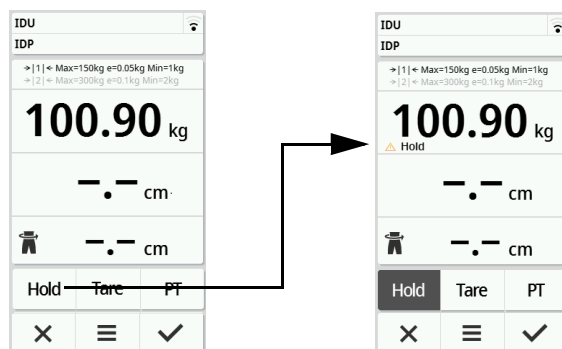 IDU
IDP
→|1|← Max=150kg e=0.05kg Min=1kg
→|2|← Max=300kg e=0.1kg Min=2kg
100.90 kg
–.– cm
–.– cm
Hold Tare PT
IDU
IDP
→|1|← Max=150kg e=0.05kg Min=1kg
→|2|← Max=300kg e=0.1kg Min=2kg
100.90 kg
Hold
–.– cm
–.– cm
Hold Tare PT